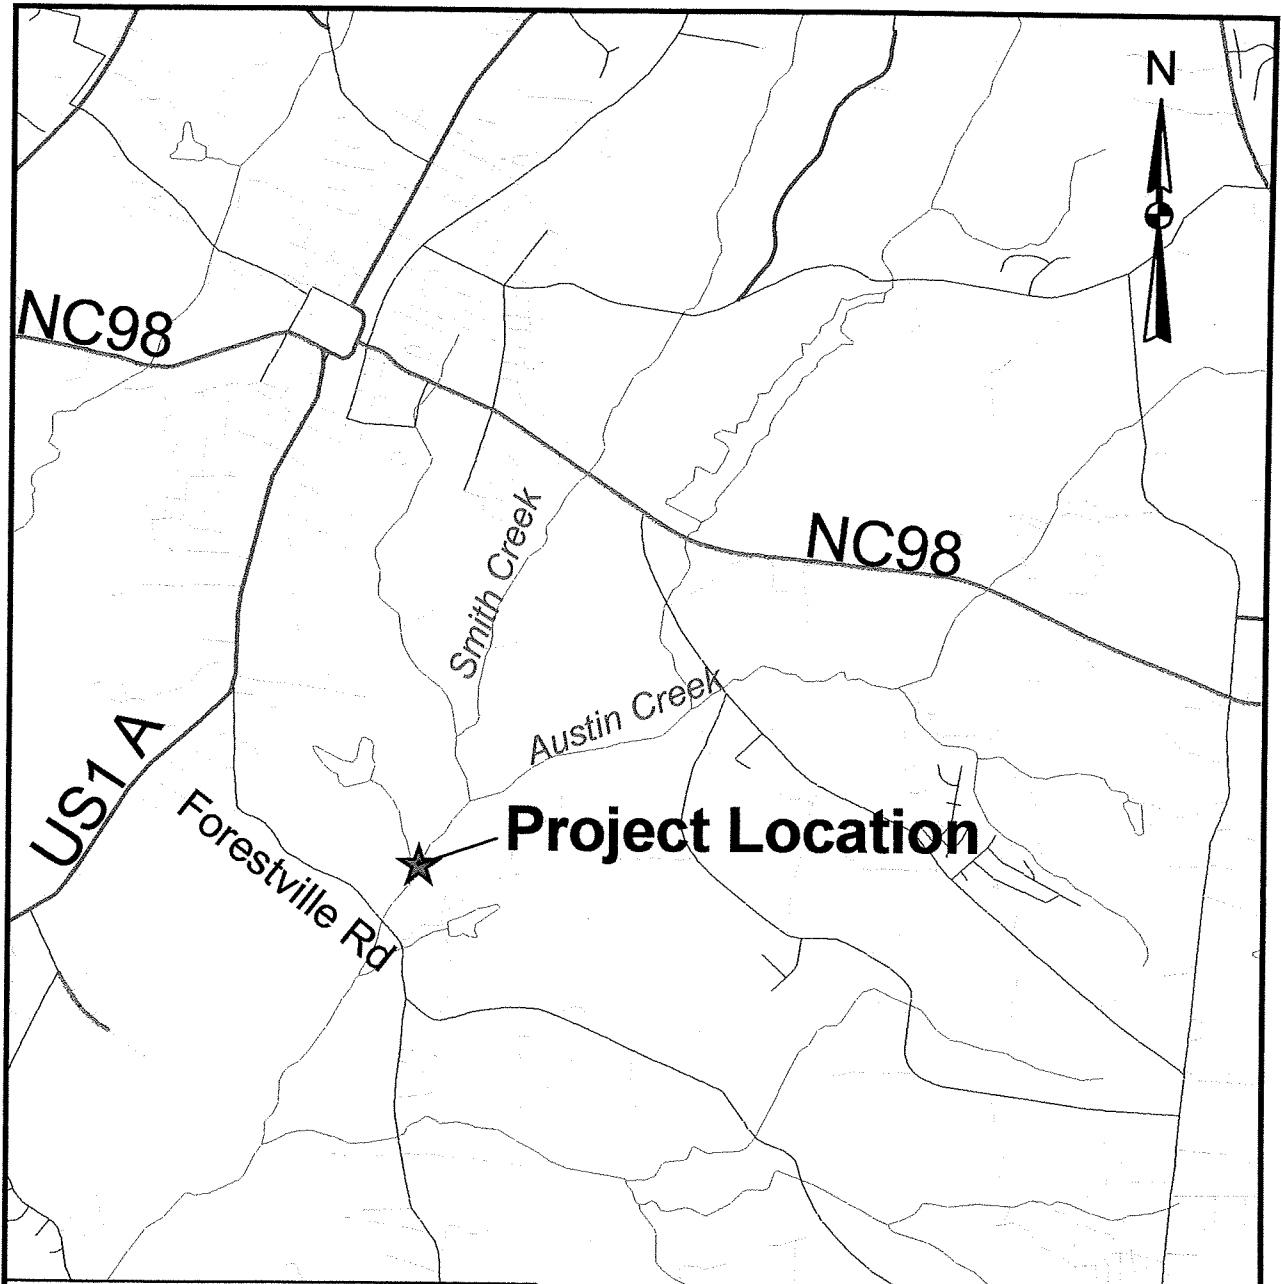 N
NC98
NC98
Smith Creek
Austin Creek
US1 A
Forestville Rd
Project Location